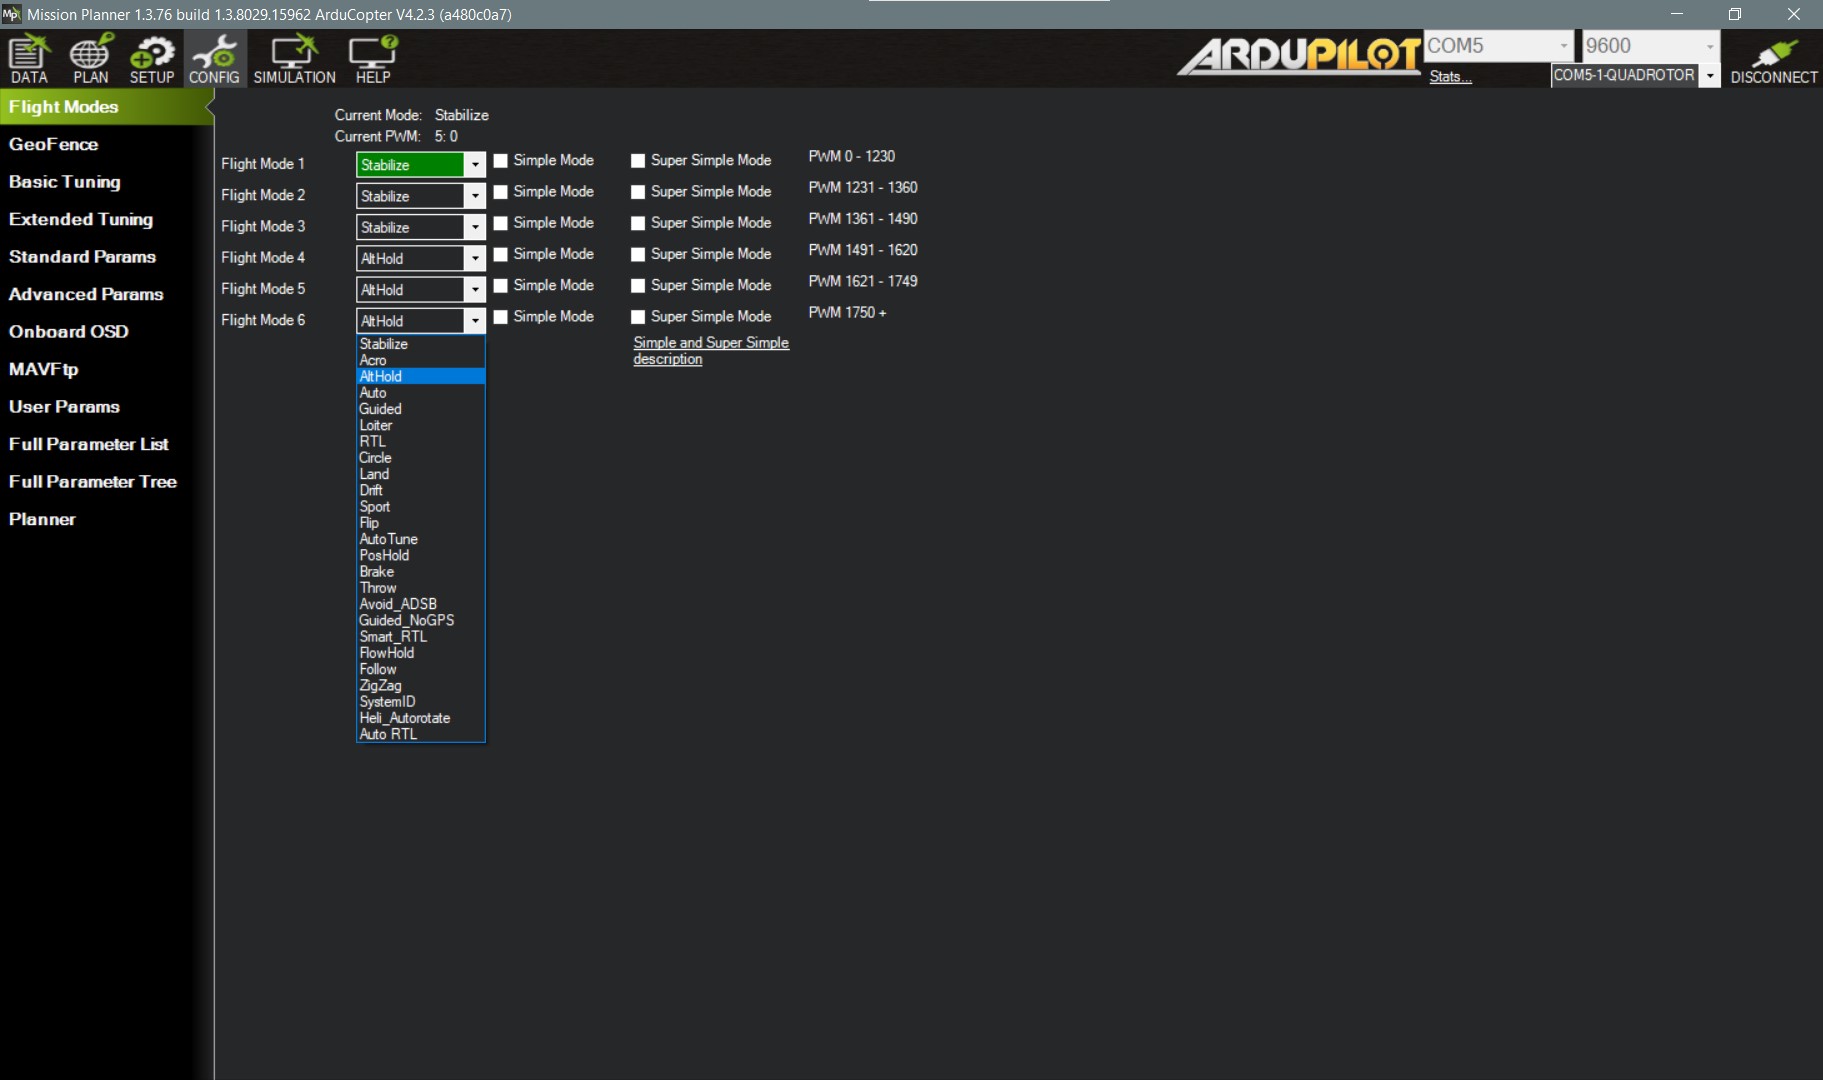 Mission Planner 1.3.76 build 1.3.8029.15962 ArduCopter V4.2.3 (a480c0a7)
DATA PLAN SETUP CONFIG SIMULATION HELP
ARDUPILOT
COM5 9600
Stats... COM5-1-QUADROTOR DISCONNECT
Flight Modes
GeoFence
Basic Tuning
Extended Tuning
Standard Params
Advanced Params
Onboard OSD
MAVFtp
User Params
Full Parameter List
Full Parameter Tree
Planner
Current Mode: Stabilize
Current PWM: 5: 0
Flight Mode 1 Stabilize Simple Mode Super Simple Mode PWM 0 - 1230
Flight Mode 2 Stabilize Simple Mode Super Simple Mode PWM 1231 - 1360
Flight Mode 3 Stabilize Simple Mode Super Simple Mode PWM 1361 - 1490
Flight Mode 4 AltHold Simple Mode Super Simple Mode PWM 1491 - 1620
Flight Mode 5 AltHold Simple Mode Super Simple Mode PWM 1621 - 1749
Flight Mode 6 AltHold Simple Mode Super Simple Mode PWM 1750 +
Simple and Super Simple
description
Stabilize
Acro
AltHold
Auto
Guided
Loiter
RTL
Circle
Land
Drift
Sport
Flip
AutoTune
PosHold
Brake
Throw
Avoid_ADSB
Guided_NoGPS
Smart_RTL
FlowHold
Follow
ZigZag
SystemID
Heli_Autorotate
Auto RTL